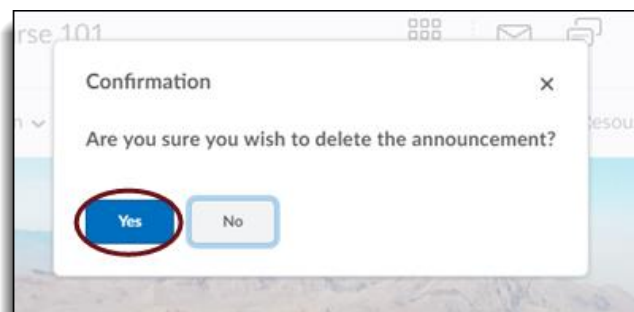 rse 101
Confirmation
×
Are you sure you wish to delete the announcement?
Yes
No